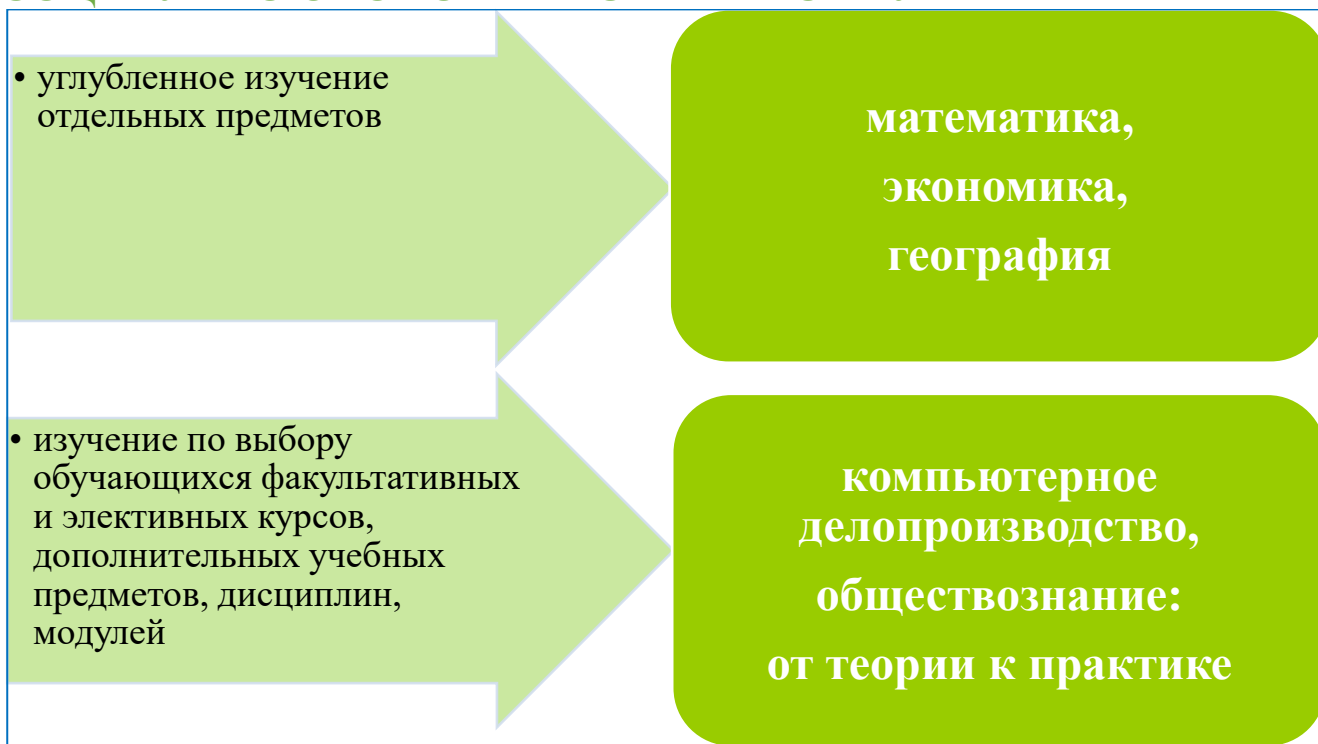 • углубленное изучение
отдельных предметов
математика,
экономика,
география
• изучение по выбору
обучающихся факультативных
и элективных курсов,
дополнительных учебных
предметов, дисциплин,
модулей
компьютерное
делопроизводство,
обществознание:
от теории к практике